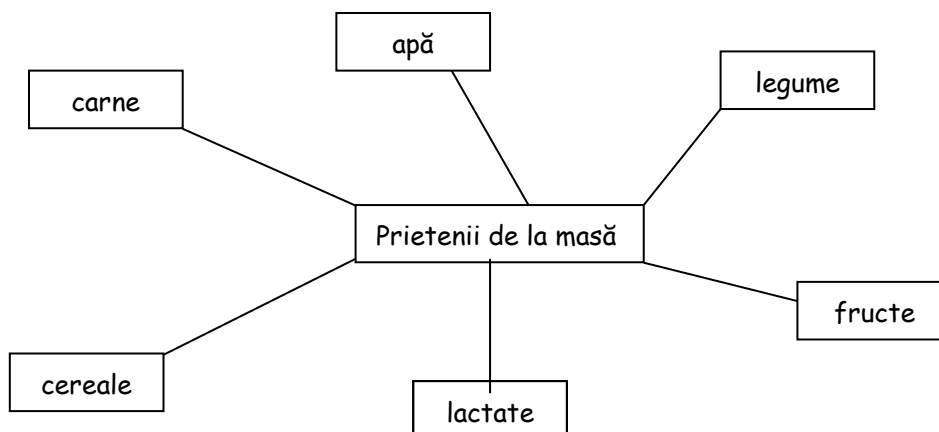 apă
legume
carne
Prietenii de la masă
fructe
cereale
lactate